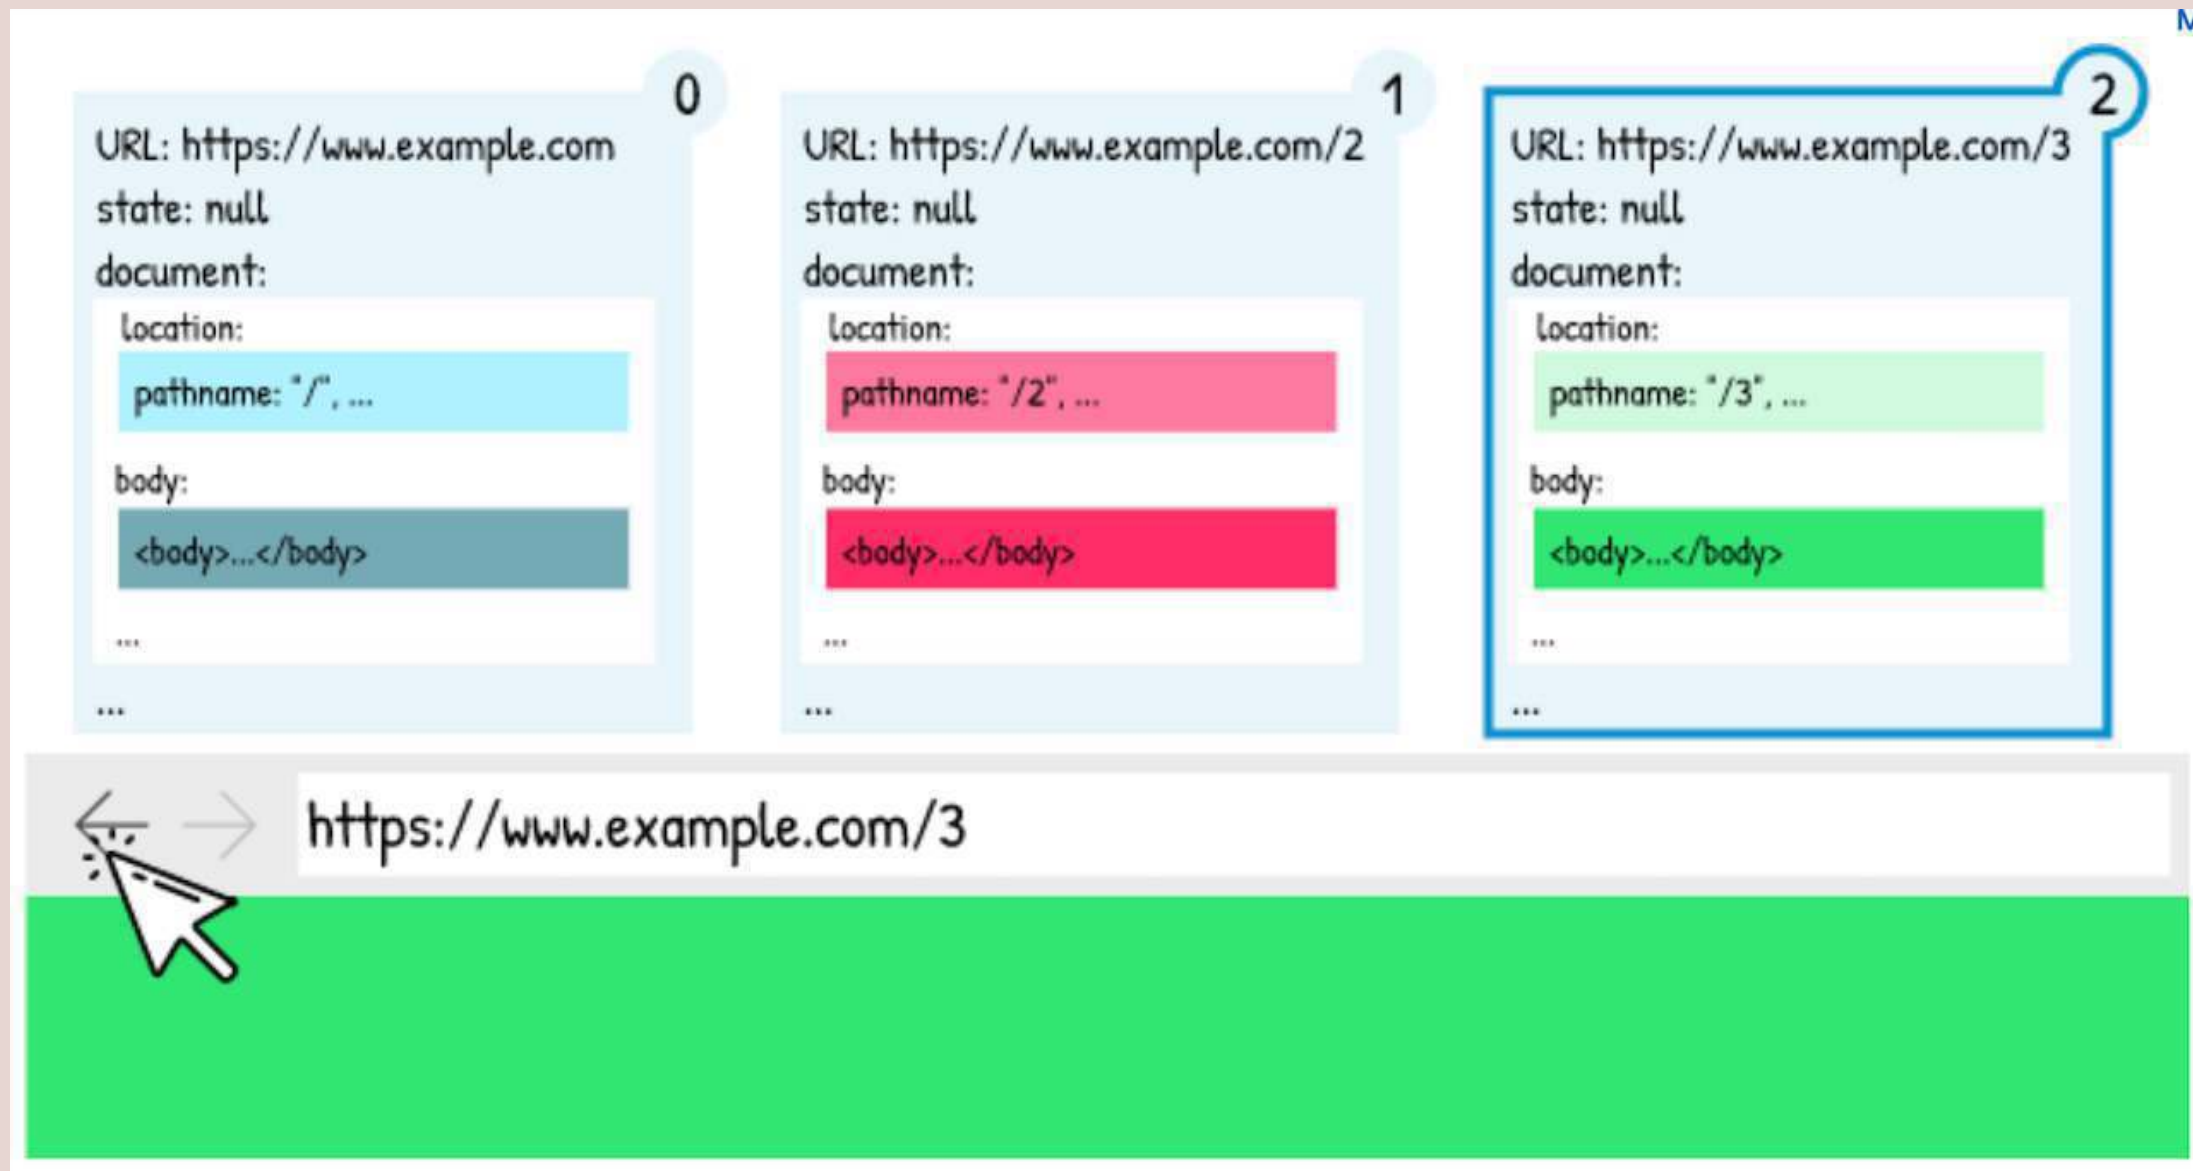 M
0
URL: https://www.example.com
state: null
document:
location:
pathname: "/", ...
body:
<body>...</body>
...
...
1
URL: https://www.example.com/2
state: null
document:
location:
pathname: "/2", ...
body:
<body>...</body>
...
...
2
URL: https://www.example.com/3
state: null
document:
location:
pathname: "/3", ...
body:
<body>...</body>
...
...
https://www.example.com/3